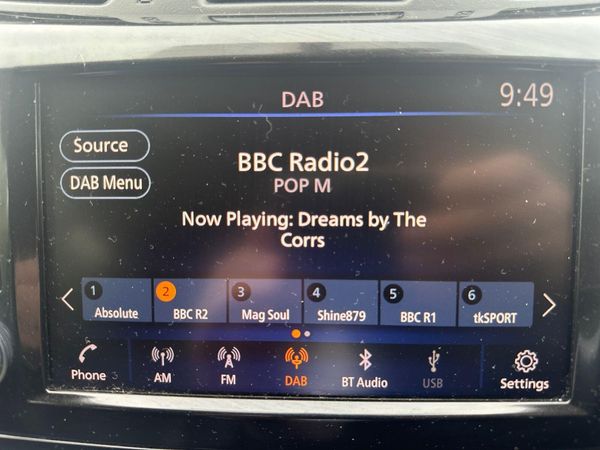 DAB
9:49
Source
BBC Radio2
DAB Menu
POP M
Now Playing: Dreams by The
Corrs
1 2 3 4 5 6
Absolute BBC R2 Mag Soul Shine879 BBC R1 tkSPORT
Phone AM FM DAB BT Audio USB Settings